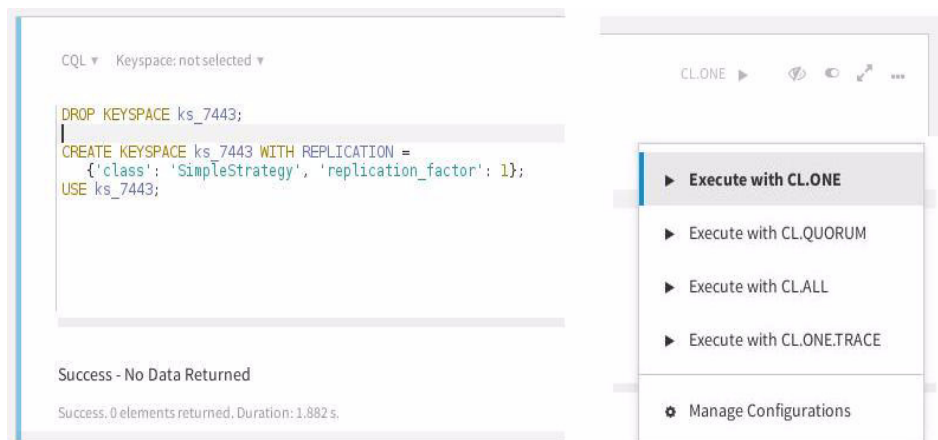 CQL ▾ Keyspace: not selected ▾
DROP KEYSPACE ks_7443;
CREATE KEYSPACE ks_7443 WITH REPLICATION =
{'class': 'SimpleStrategy', 'replication_factor': 1};
USE ks_7443;
Success - No Data Returned
Success. 0 elements returned. Duration: 1.882 s.
CL.ONE
Execute with CL.ONE
Execute with CL.QUORUM
Execute with CL.ALL
Execute with CL.ONE.TRACE
Manage Configurations